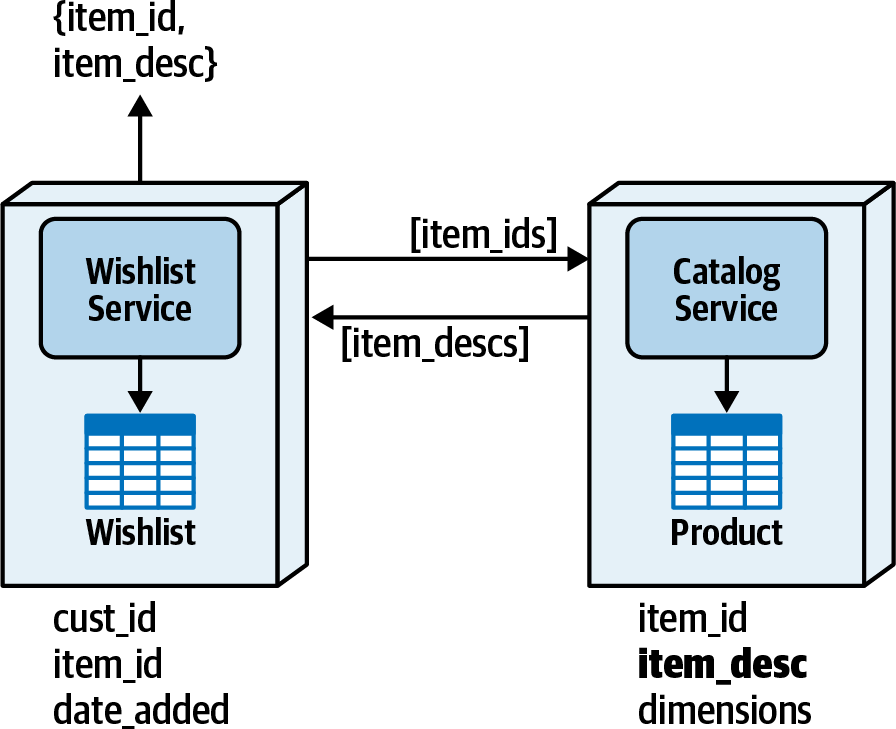 {item_id,
item_desc}
Wishlist
Service
[item_ids]
[item_descs]
Catalog
Service
Wishlist
Product
cust_id
item_id
date_added
item_id
item_desc
dimensions